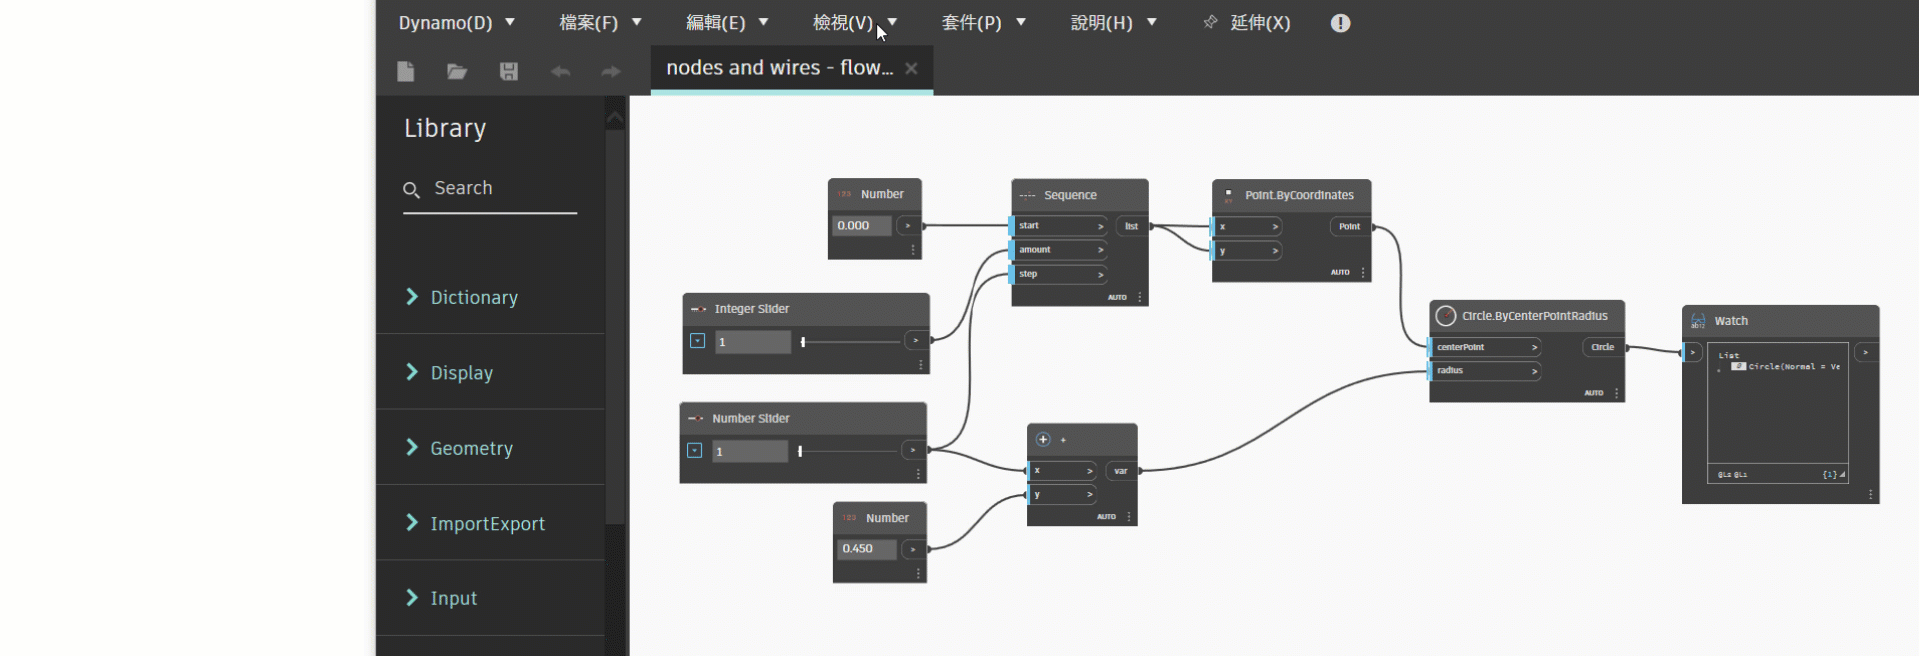 Dynamo(D) 檔案(F) 編輯(E) 檢視(V) 套件(P) 說明(H) 延伸(X)
nodes and wires - flow...
Library
Search
Dictionary
Display
Geometry
ImportExport
Input
123 Number
0.000 >
Integer Slider
1 >
Number Slider
1 >
123 Number
0.450 >
Sequence
start > list
amount >
step >
AUTO
+
x > var
y >
AUTO
Point.ByCoordinates
x > Point
y >
AUTO
Circle.ByCenterPointRadius
centerPoint > Circle
radius >
AUTO
Watch
> >
List
0 Circle(Normal = Ve
@L2 @L1 {1}